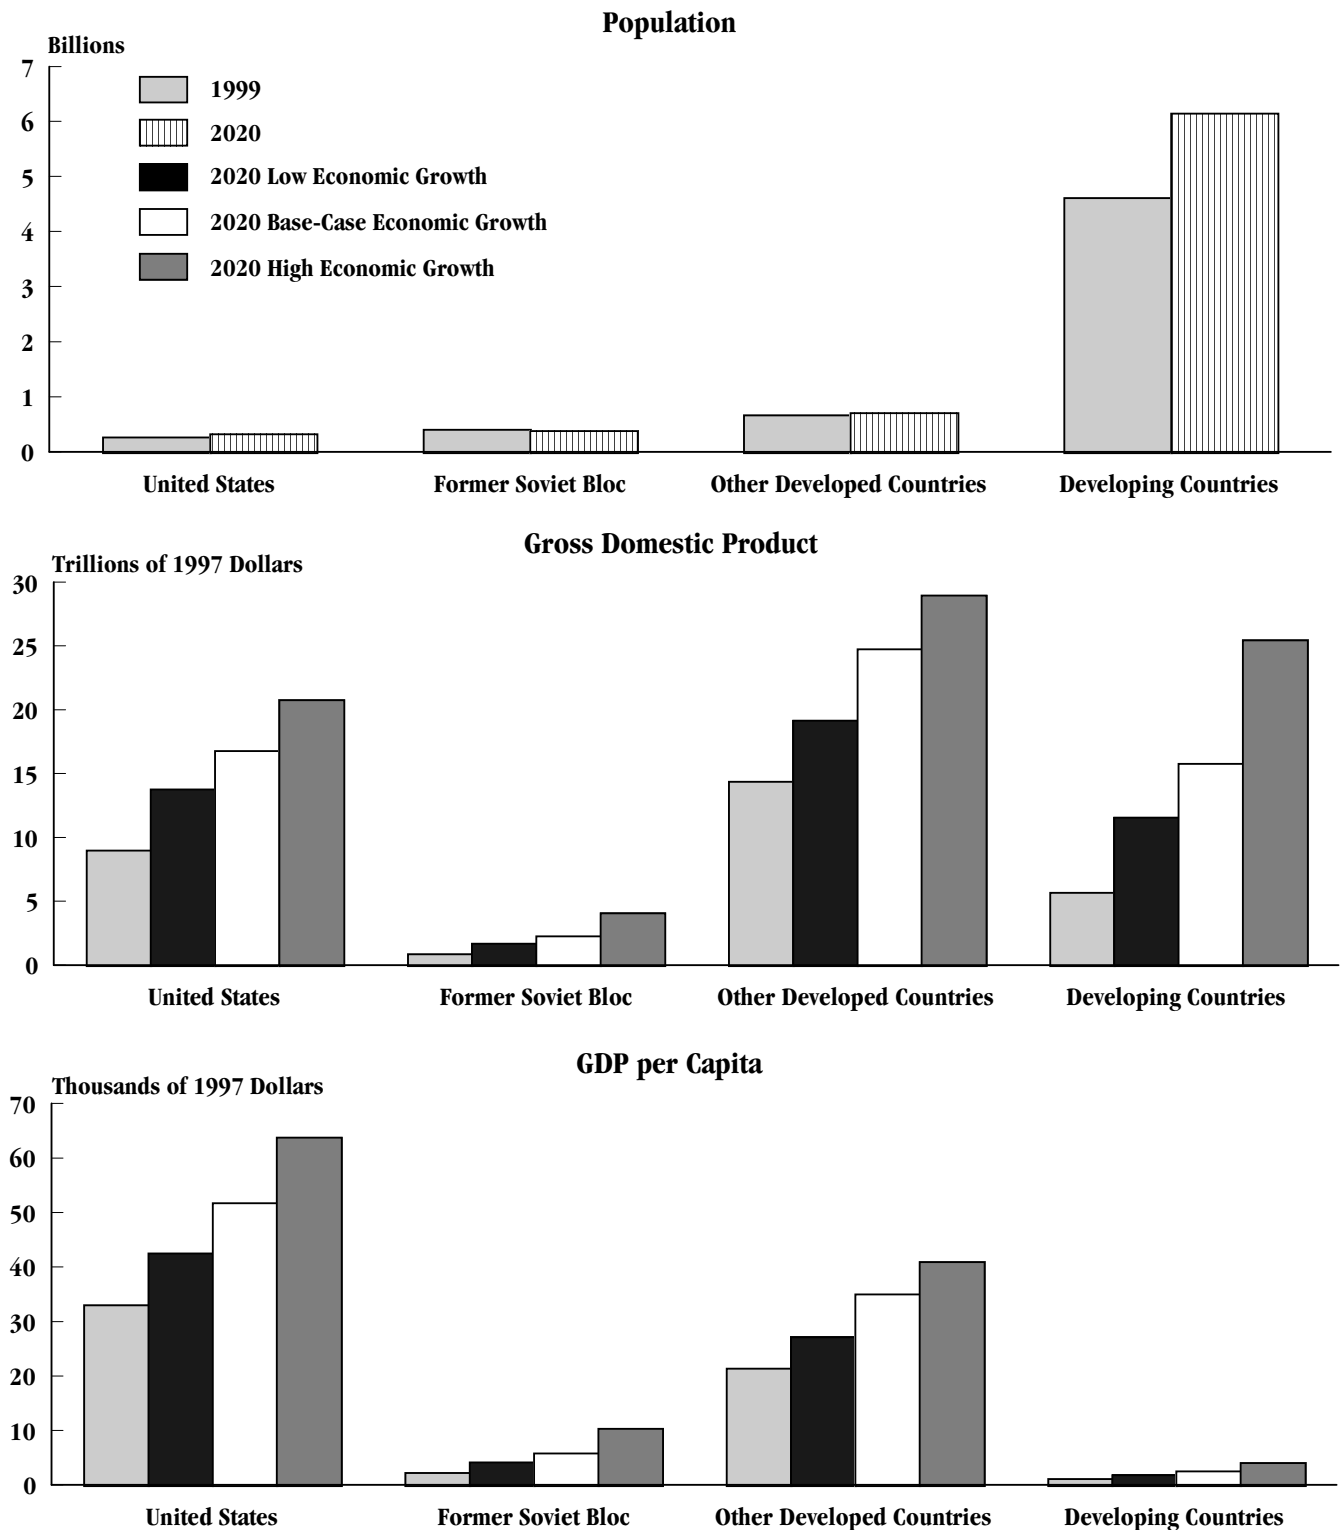 Population
Billions
7
6
5
4
3
2
1
0
1999
2020
2020 Low Economic Growth
2020 Base-Case Economic Growth
2020 High Economic Growth
United States Former Soviet Bloc Other Developed Countries Developing Countries
Gross Domestic Product
Trillions of 1997 Dollars
30
25
20
15
10
5
0
United States Former Soviet Bloc Other Developed Countries Developing Countries
GDP per Capita
Thousands of 1997 Dollars
70
60
50
40
30
20
10
0
United States Former Soviet Bloc Other Developed Countries Developing Countries